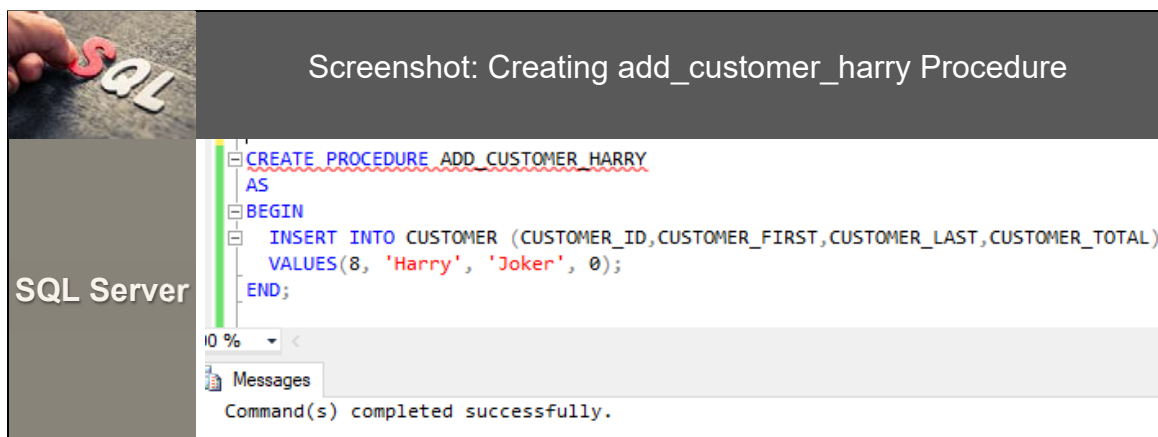 SQL
Screenshot: Creating add_customer_harry Procedure
SQL Server
CREATE PROCEDURE ADD_CUSTOMER_HARRY
AS
BEGIN
INSERT INTO CUSTOMER (CUSTOMER_ID,CUSTOMER_FIRST,CUSTOMER_LAST,CUSTOMER_TOTAL)
VALUES(8, 'Harry', 'Joker', 0);
END;
00 %
Messages
Command(s) completed successfully.